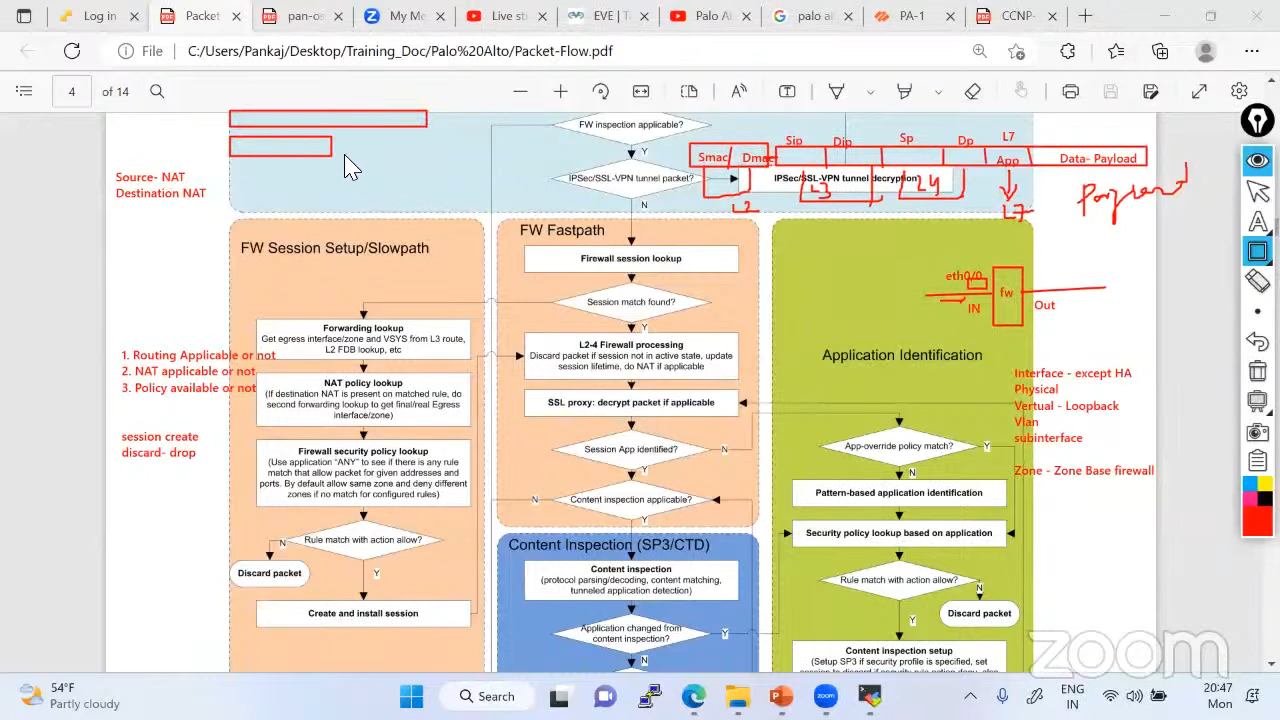 Packet
pan-os
My Me
Live st
EVE |
Palo A
palo al
PA-1
CCNP-
File
C:/Users/Pankaj/Desktop/Training_Doc/Palo%20Alto/Packet-Flow.pdf
4 of 14
FW inspection applicable?
Y
IPSec/SSL-VPN tunnel packet?
Y
IPSec/SSL-VPN tunnel decryption
N
Sip
Dip
Sp
Dp
L7
Smac
Dmac
App
Data- Payload
L2
L3
L4
L7
Payload
Source- NAT
Destination NAT
FW Session Setup/Slowpath
Forwarding lookup
Get egress interface/zone and VSYS from L3 route,
L2 FDB lookup, etc
NAT policy lookup
(If destination NAT is present on matched rule, do
second forwarding lookup to get final/real Egress
interface/zone)
Firewall security policy lookup
(Use application "ANY" to see if there is any rule
match that allow packet for given addresses and
ports. By default allow same zone and deny different
zones if no match for configured rules)
N
Rule match with action allow?
Discard packet
Y
Create and install session
1. Routing Applicable or not
2. NAT applicable or not
3. Policy available or not
session create
discard- drop
FW Fastpath
Firewall session lookup
Session match found?
Y
L2-4 Firewall processing
Discard packet if session not in active state, update
session lifetime, do NAT if applicable
SSL proxy: decrypt packet if applicable
Session App identified?
N
Y
N
Content inspection applicable?
Y
Content Inspection (SP3/CTD)
Content inspection
(protocol parsing/decoding, content matching,
tunneled application detection)
Application changed from
content inspection?
Y
N
eth0/0
fw
IN
Out
Application Identification
App-override policy match?
Y
N
Pattern-based application identification
Security policy lookup based on application
Rule match with action allow?
N
Y
Discard packet
Content inspection setup
(Setup SP3 if security profile is specified, set
Interface - except HA
Physical
Vertual - Loopback
Vlan
subinterface
Zone - Zone Base firewall
zoom
54°F
Partly cloudy
Search
zoom
ENG
IN
20:47
Mon